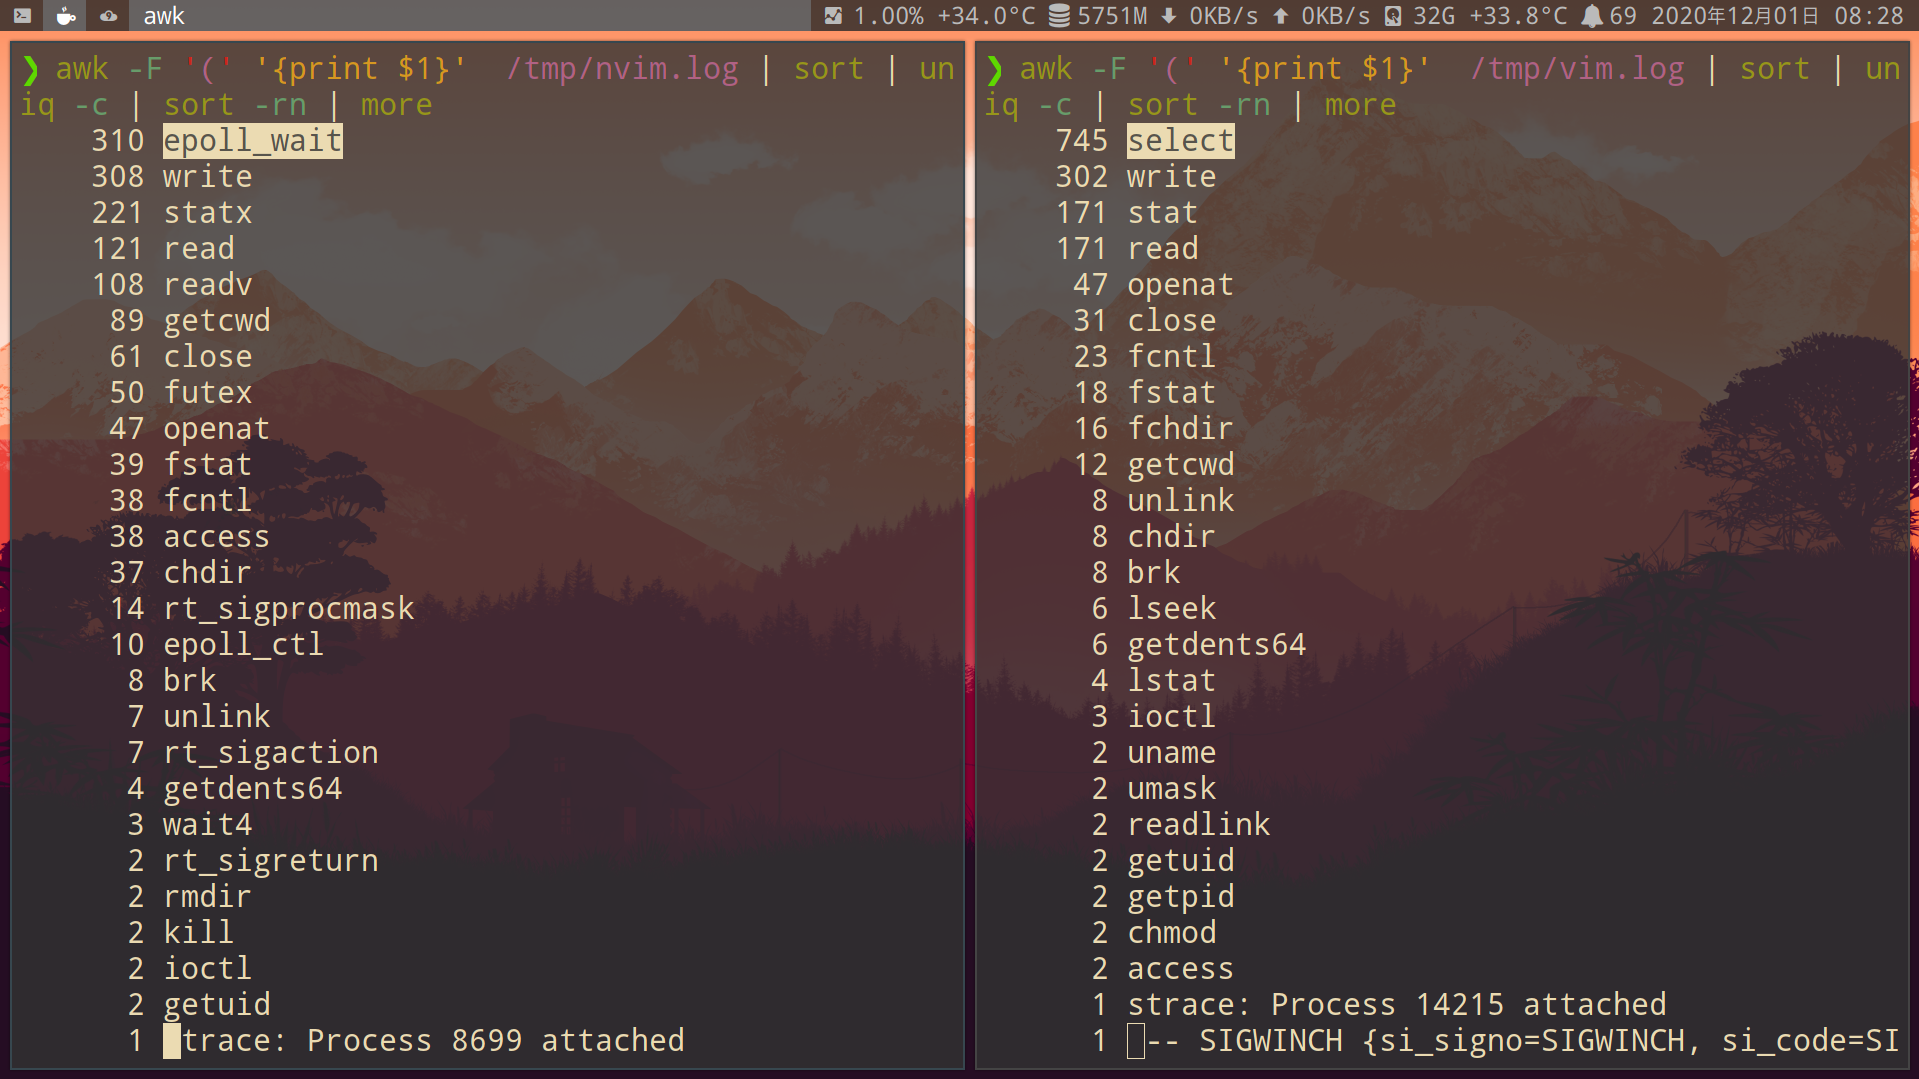 awk 1.00% +34.0°C 5751M 0KB/s 0KB/s 32G +33.8°C 69 2020年12月01日 08:28
❯ awk -F '(' '{print $1}'  /tmp/nvim.log | sort | un
iq -c | sort -rn | more
310 epoll_wait
308 write
221 statx
121 read
108 readv
89 getcwd
61 close
50 futex
47 openat
39 fstat
38 fcntl
38 access
37 chdir
14 rt_sigprocmask
10 epoll_ctl
8 brk
7 unlink
7 rt_sigaction
4 getdents64
3 wait4
2 rt_sigreturn
2 rmdir
2 kill
2 ioctl
2 getuid
1 trace: Process 8699 attached
❯ awk -F '(' '{print $1}'  /tmp/vim.log | sort | un
iq -c | sort -rn | more
745 select
302 write
171 stat
171 read
47 openat
31 close
23 fcntl
18 fstat
16 fchdir
12 getcwd
8 unlink
8 chdir
8 brk
6 lseek
6 getdents64
4 lstat
3 ioctl
2 uname
2 umask
2 readlink
2 getuid
2 getpid
2 chmod
2 access
1 strace: Process 14215 attached
1 -- SIGWINCH {si_signo=SIGWINCH, si_code=SI